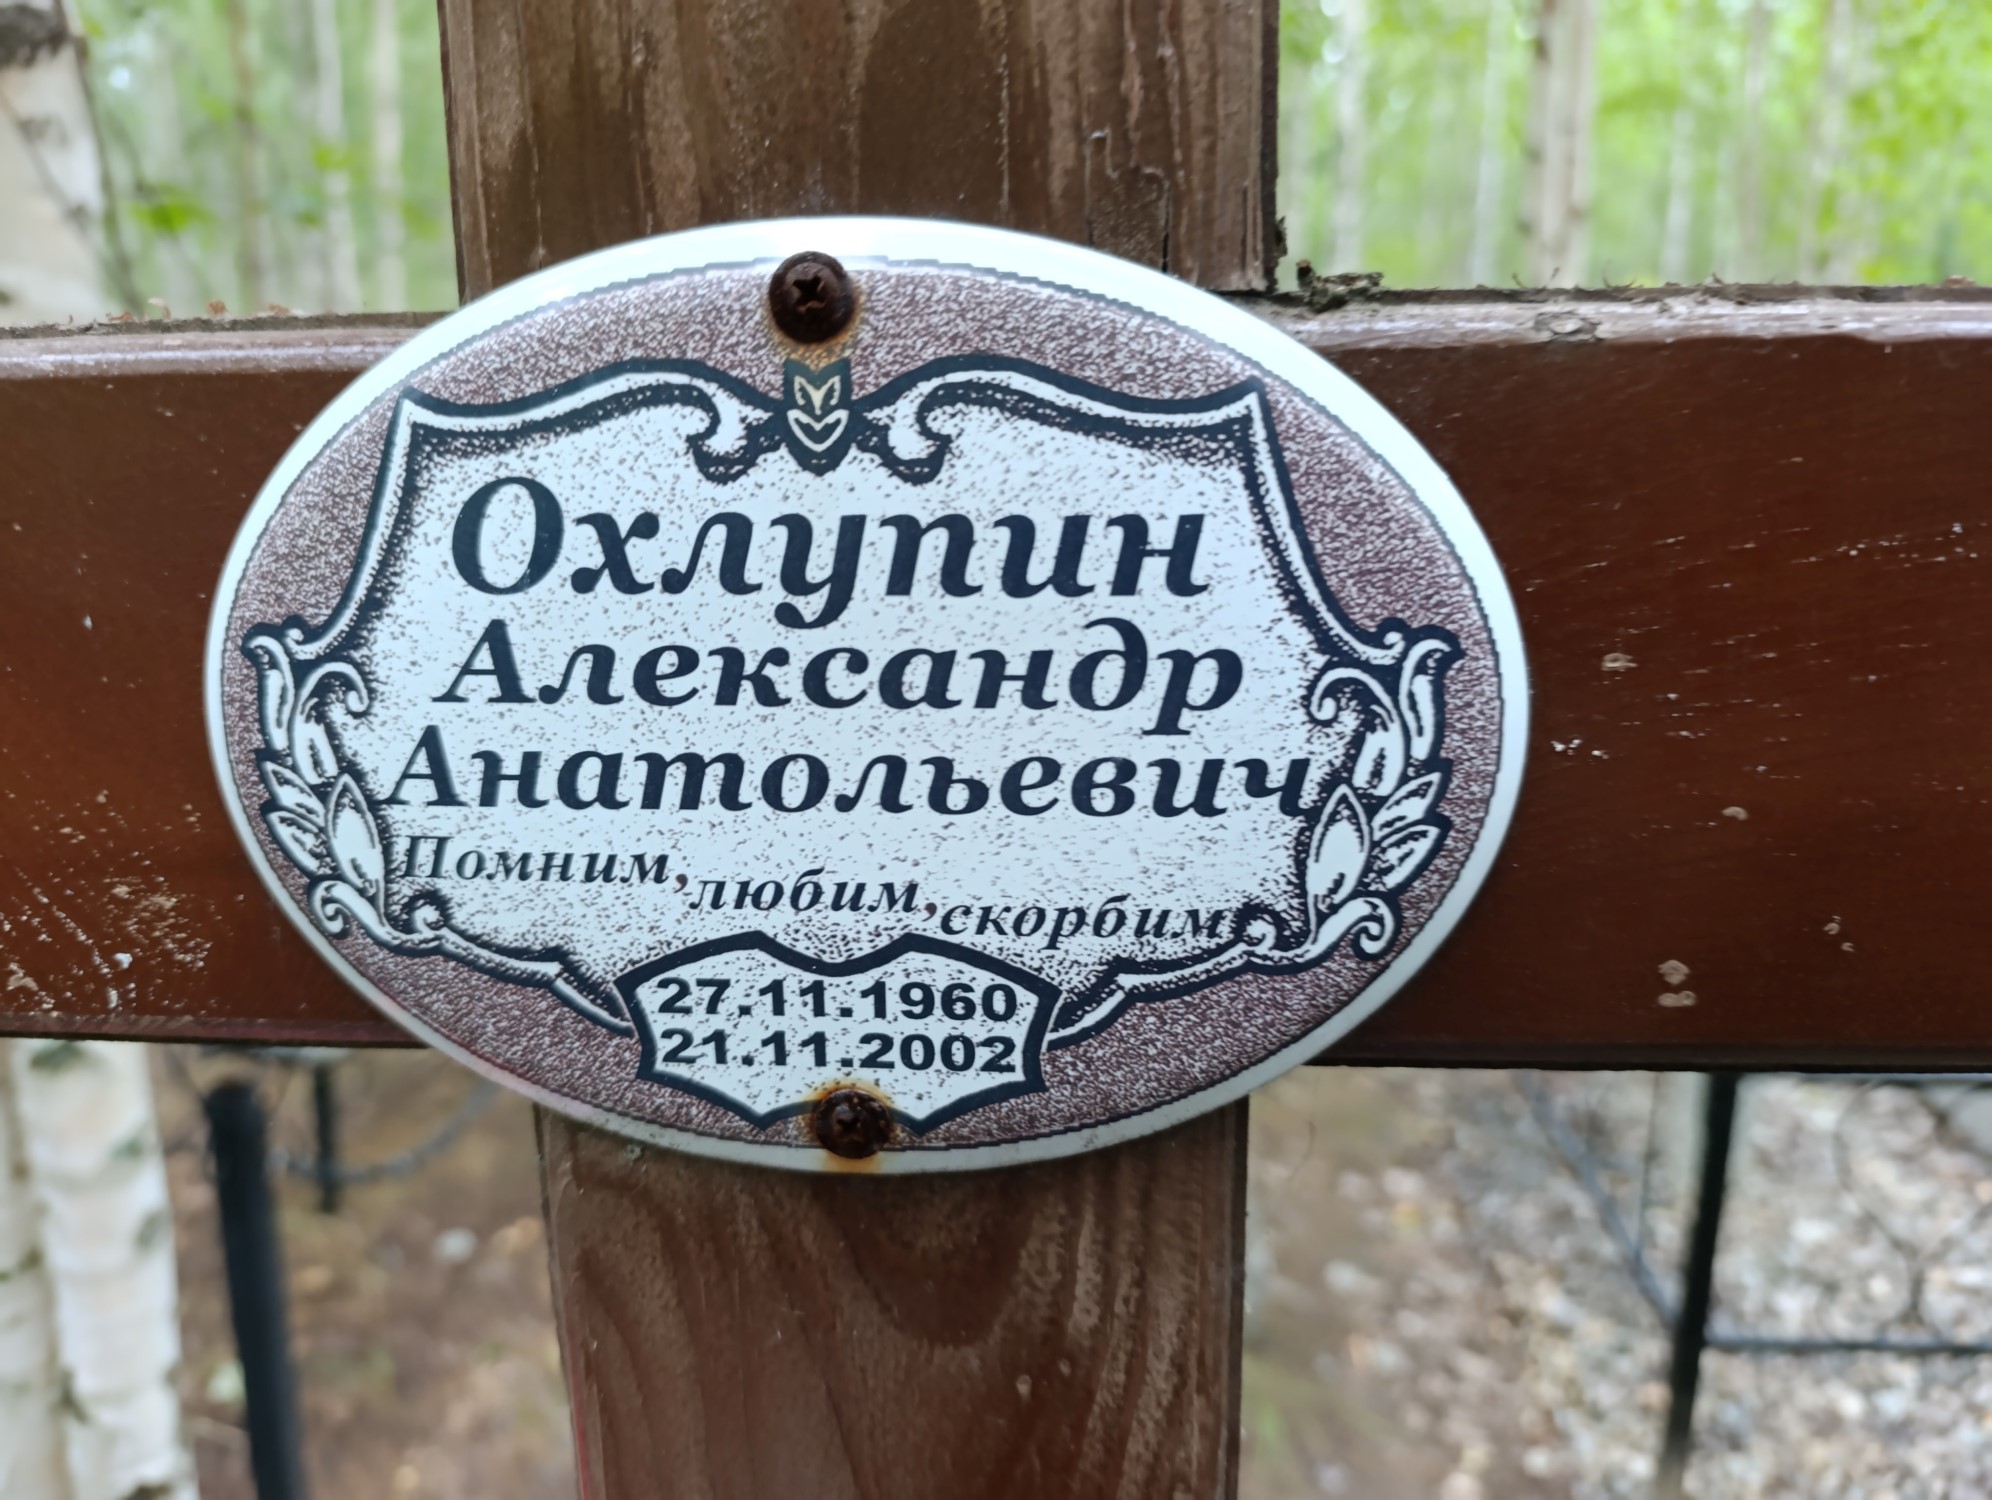 Охлупин
Александр
Анатольевич
Помним, любим, скорбим
27.11.1960
21.11.2002